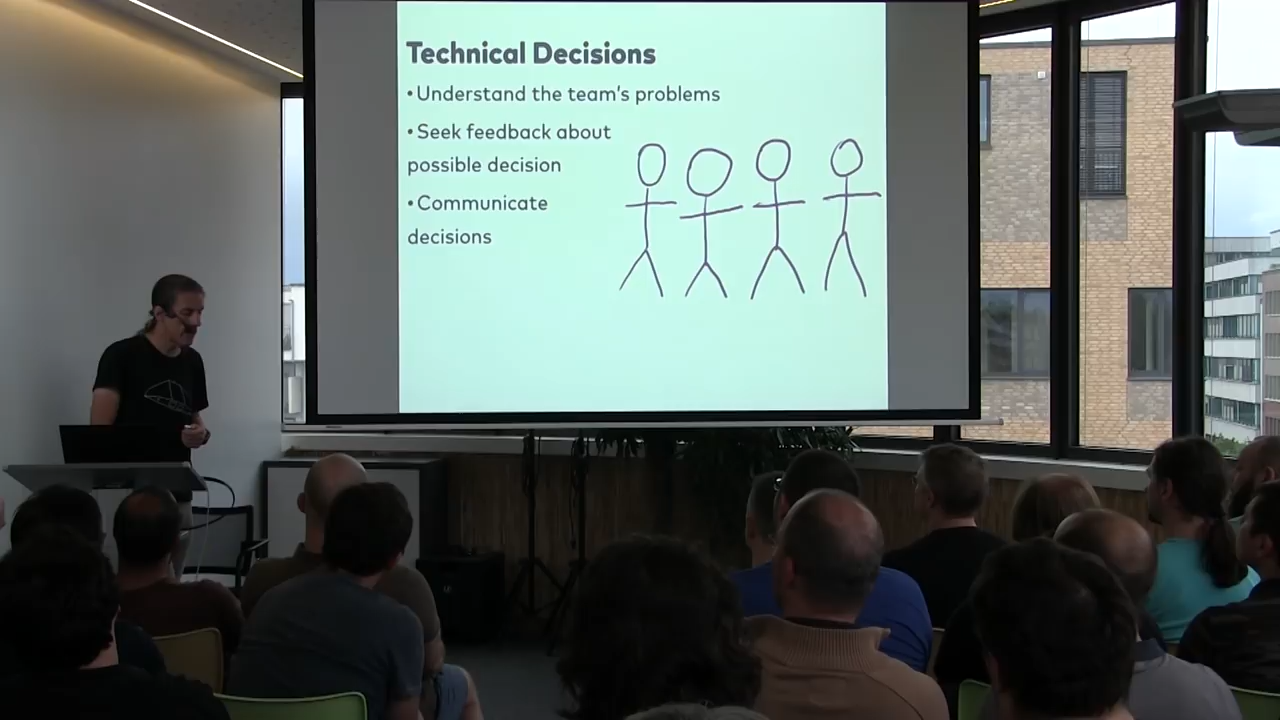 Technical Decisions
•Understand the team's problems
•Seek feedback about
possible decision
•Communicate
decisions